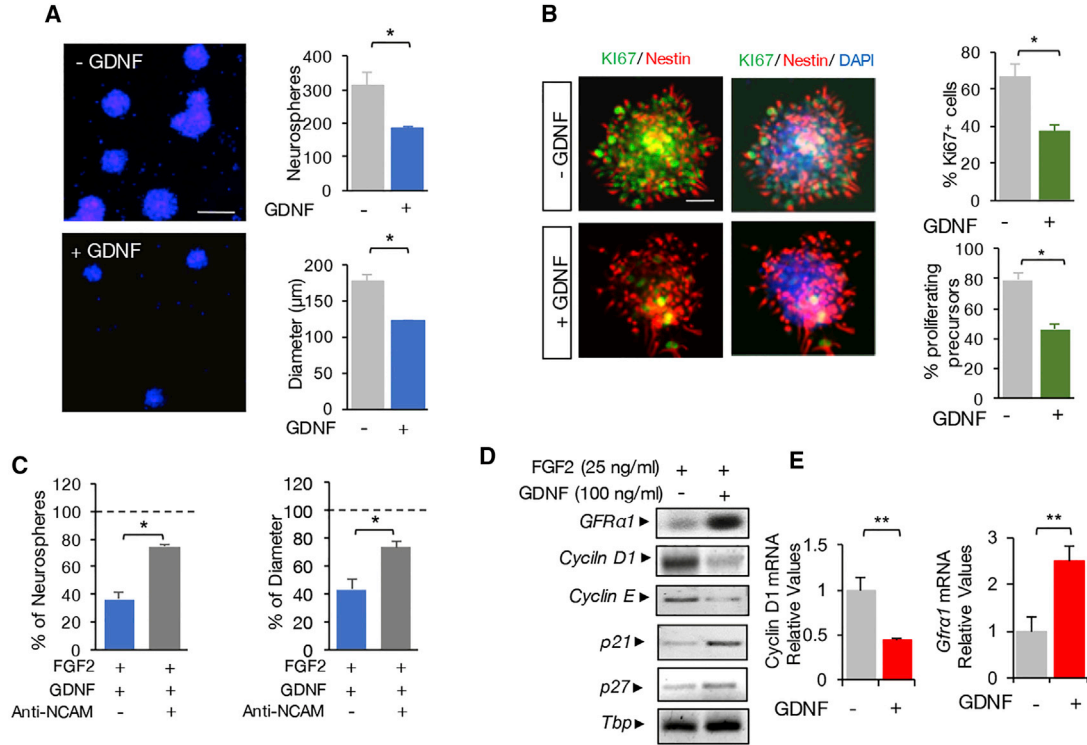 A
- GDNF
+ GDNF
400
300
200
100
0
Neurospheres
*
GDNF - +
200
150
100
50
0
Diameter (µm)
*
GDNF - +
B
KI67/Nestin KI67/Nestin/DAPI
- GDNF
+ GDNF
80
60
40
20
0
% Ki67+ cells
*
GDNF - +
100
80
60
40
20
0
% proliferating
precursors
*
GDNF - +
C
120
100
80
60
40
20
0
% of Neurospheres
*
FGF2 + +
GDNF + +
Anti-NCAM - +
120
100
80
60
40
20
0
% of Diameter
*
FGF2 + +
GDNF + +
Anti-NCAM - +
D
FGF2 (25 ng/ml) + +
GDNF (100 ng/ml) - +
GFRα1
Cyciln D1
Cyclin E
p21
p27
Tbp
E
1.5
1
0.5
0
Cyclin D1 mRNA
Relative Values
**
GDNF - +
3
2
1
0
Gfrα1 mRNA
Relative Values
**
GDNF - +